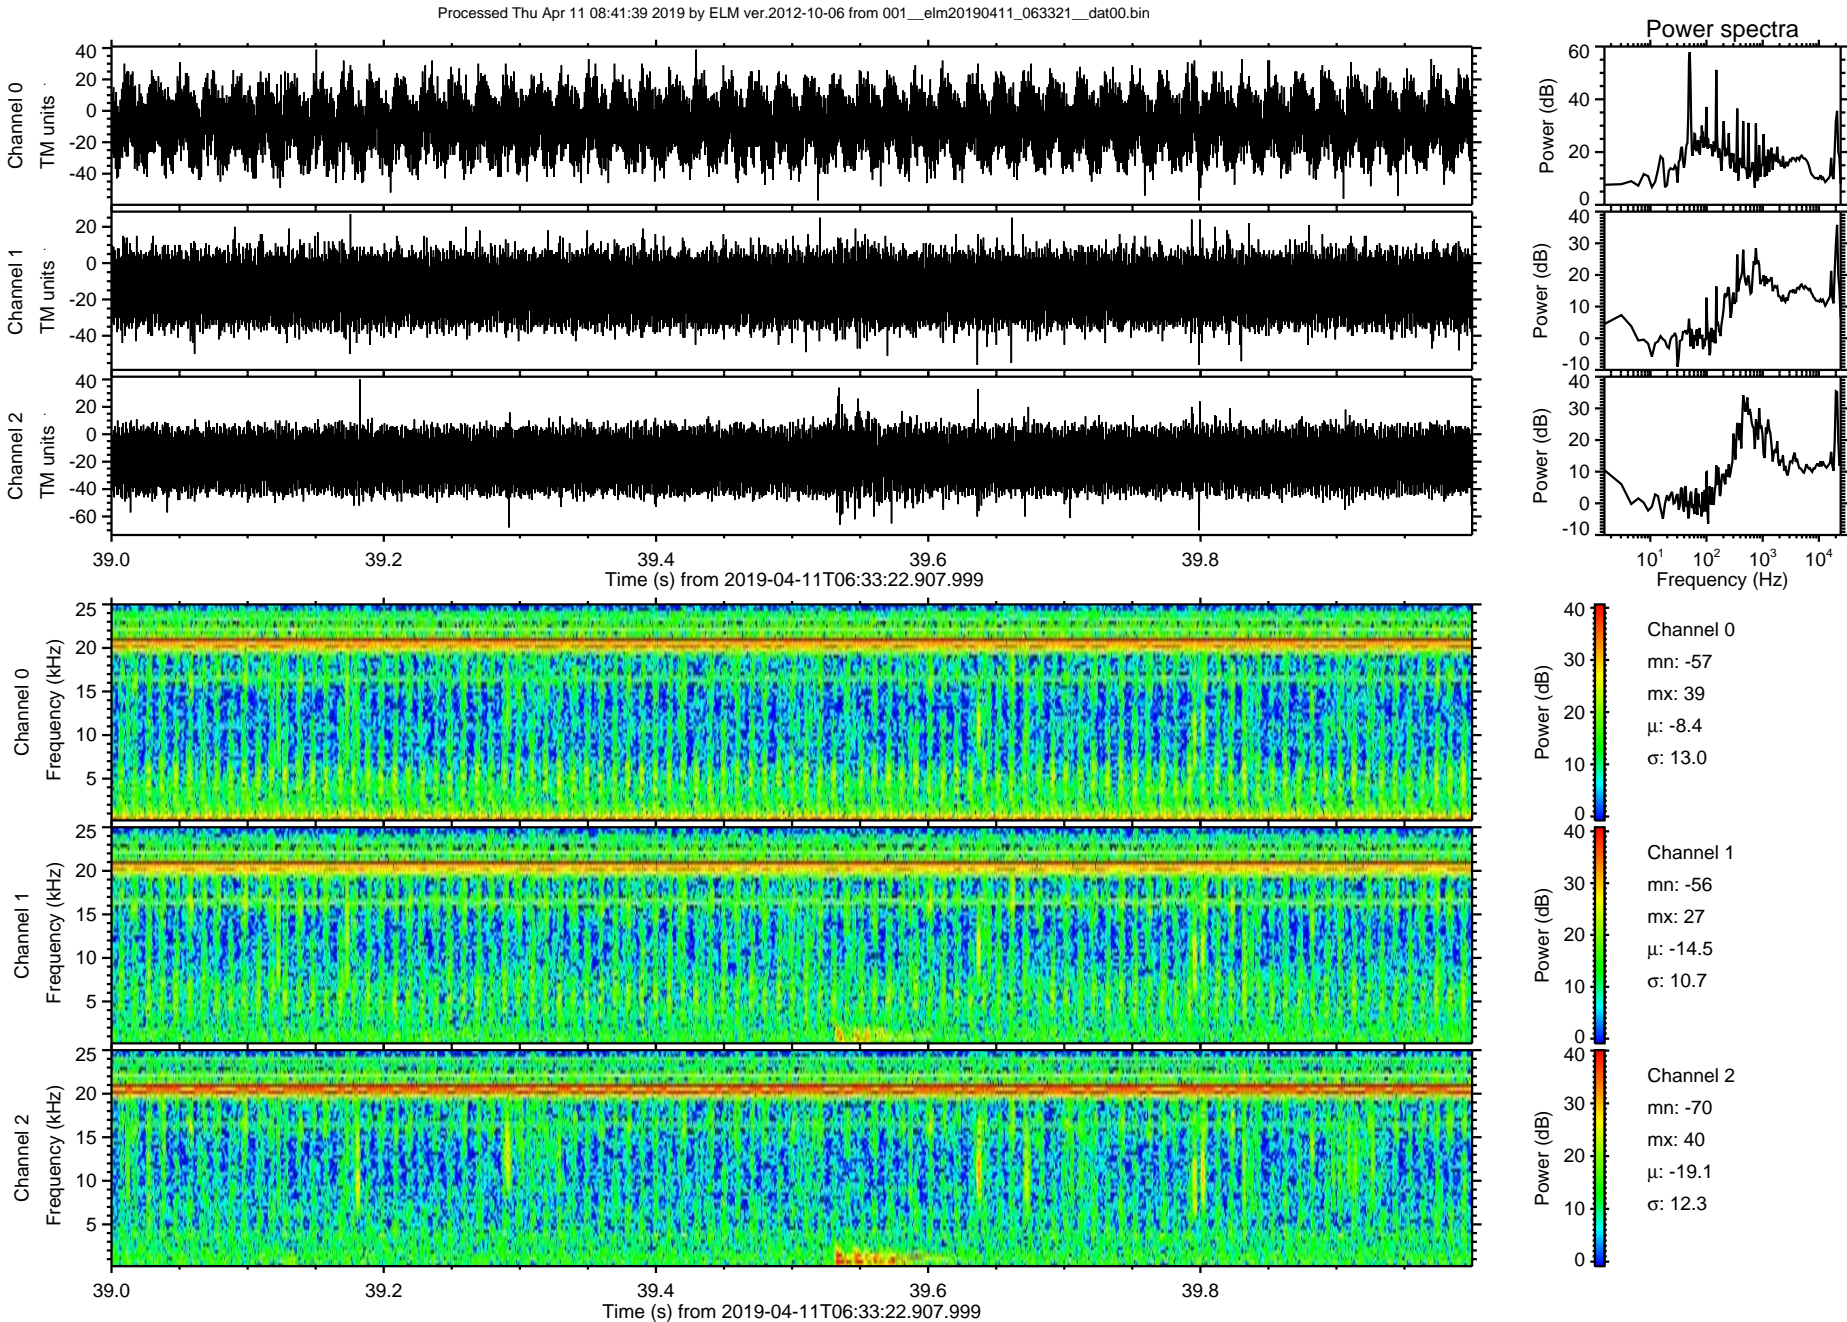 Processed Thu Apr 11 08:41:39 2019 by ELM ver.2012-10-06 from 001__elm20190411_063321__dat00.bin
Power spectra
Channel 0
TM units
40
20
0
-20
-40
Power (dB)
60
40
20
0
Channel 1
TM units
20
0
-20
-40
Power (dB)
40
30
20
10
0
-10
Channel 2
TM units
40
20
0
-20
-40
-60
Power (dB)
40
30
20
10
0
-10
39.0 39.2 39.4 39.6 39.8
Time (s) from 2019-04-11T06:33:22.907.999
10¹ 10² 10³ 10⁴
Frequency (Hz)
Channel 0
Frequency (kHz)
25
20
15
10
5
Power (dB)
40
30
20
10
0
Channel 0
mn: -57
mx: 39
μ: -8.4
σ: 13.0
Channel 1
Frequency (kHz)
25
20
15
10
5
Power (dB)
40
30
20
10
0
Channel 1
mn: -56
mx: 27
μ: -14.5
σ: 10.7
Channel 2
Frequency (kHz)
25
20
15
10
5
Power (dB)
40
30
20
10
0
Channel 2
mn: -70
mx: 40
μ: -19.1
σ: 12.3
39.0 39.2 39.4 39.6 39.8
Time (s) from 2019-04-11T06:33:22.907.999